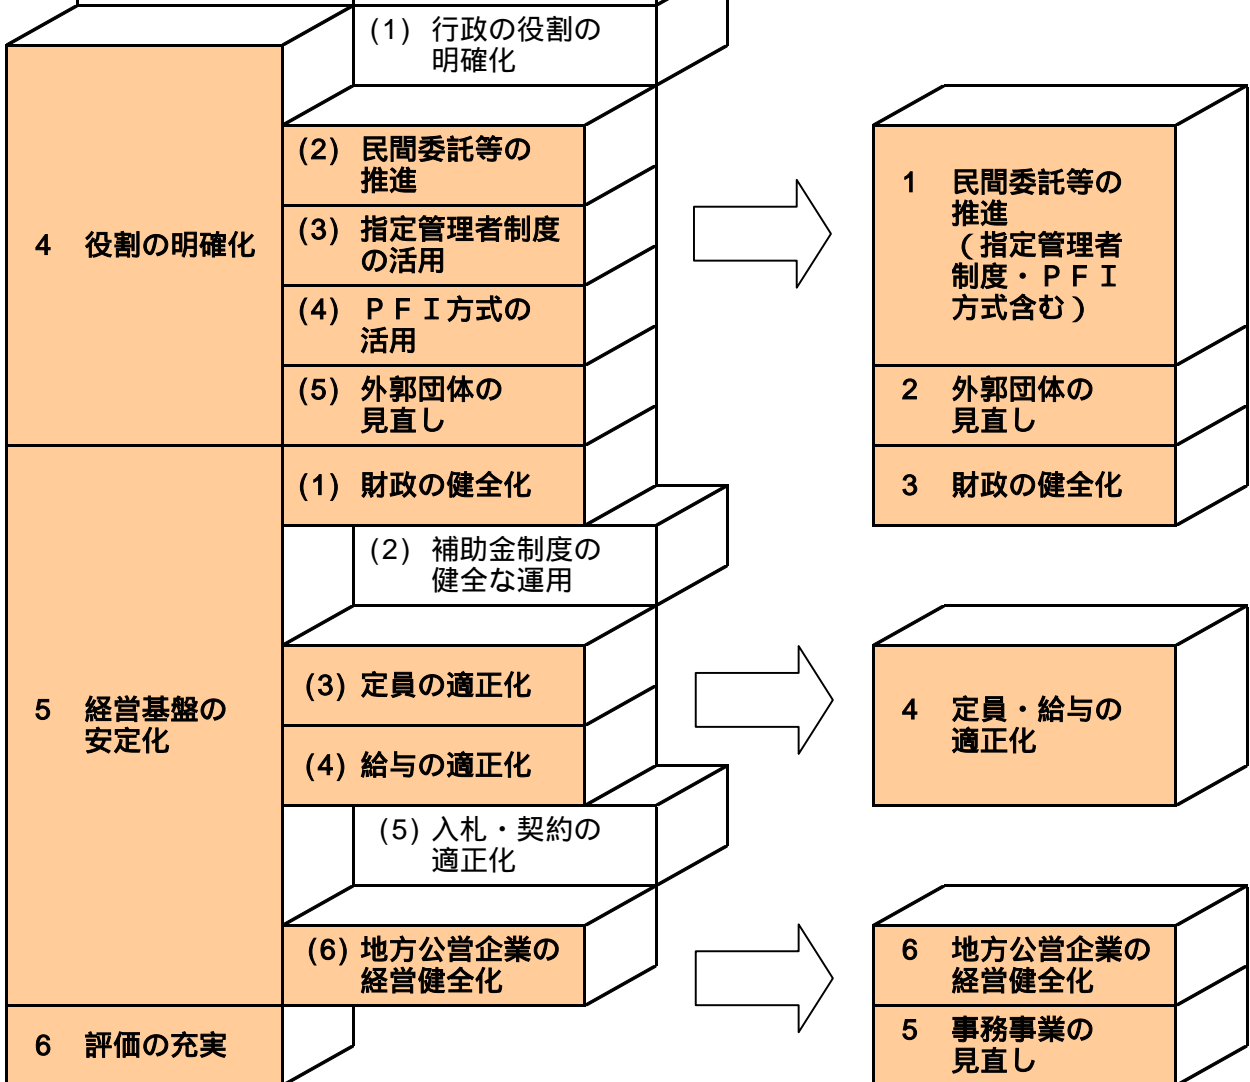 (1) 行政の役割の
明確化
4 役割の明確化
(2) 民間委託等の
推進
(3) 指定管理者制度
の活用
(4) ＰＦＩ方式の
活用
(5) 外郭団体の
見直し
1 民間委託等の
推進
（指定管理者
制度・ＰＦＩ
方式含む）
2 外郭団体の
見直し
5 経営基盤の
安定化
(1) 財政の健全化
3 財政の健全化
(2) 補助金制度の
健全な運用
(3) 定員の適正化
(4) 給与の適正化
4 定員・給与の
適正化
(5) 入札・契約の
適正化
(6) 地方公営企業の
経営健全化
6 地方公営企業の
経営健全化
6 評価の充実
5 事務事業の
見直し